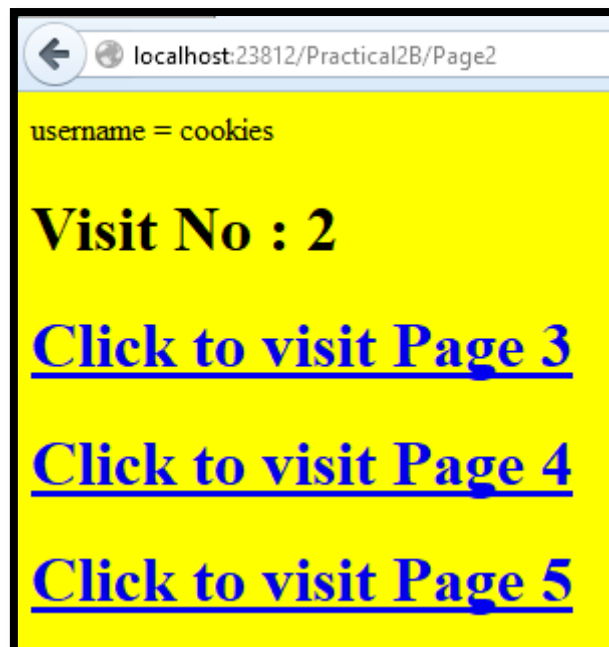 localhost:23812/Practical2B/Page2
username = cookies
Visit No : 2
Click to visit Page 3
Click to visit Page 4
Click to visit Page 5